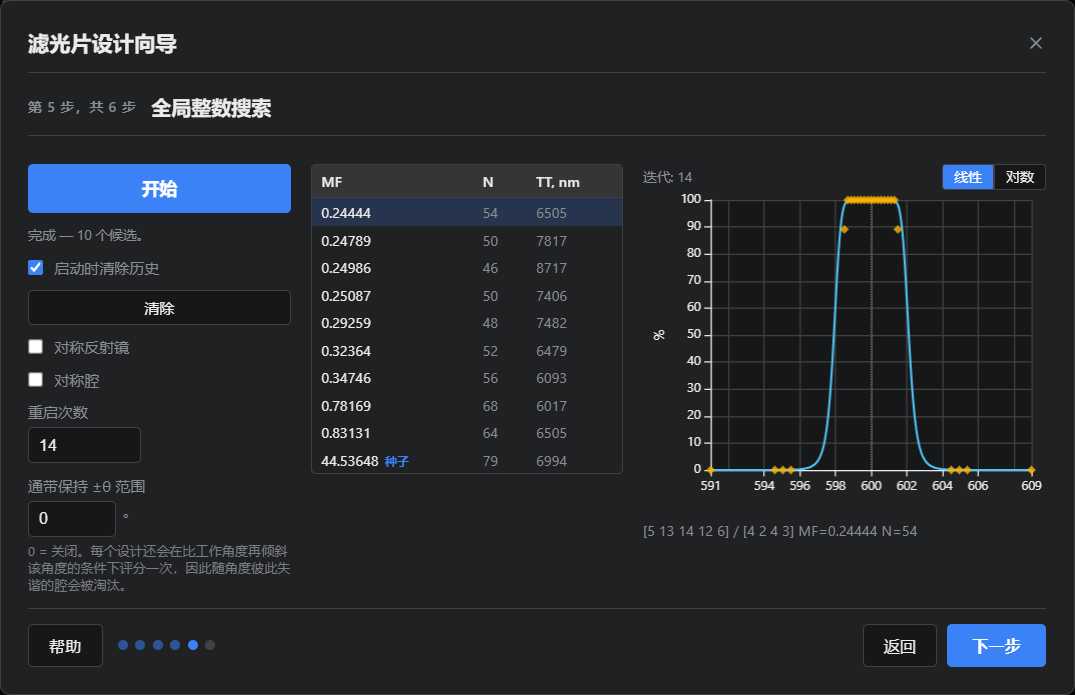 滤光片设计向导
第 5 步，共 6 步 全局整数搜索
开始
完成 — 10 个候选。
启动时清除历史
清除
对称反射镜
对称腔
重启次数
14
通带保持 ±θ 范围
0 °
0 = 关闭。每个设计还会在比工作角度再倾斜
该角度的条件下评分一次，因此随角度彼此失
谐的腔会被淘汰。
MF N TT, nm
0.24444 54 6505
0.24789 50 7817
0.24986 46 8717
0.25087 50 7406
0.29259 48 7482
0.32364 52 6479
0.34746 56 6093
0.78169 68 6017
0.83131 64 6505
44.53648 种子 79 6994
迭代: 14
线性 对数
100
90
80
70
60
50
40
30
20
10
0
%
591 594 596 598 600 602 604 606 609
[5 13 14 12 6] / [4 2 4 3] MF=0.24444 N=54
帮助
返回
下一步